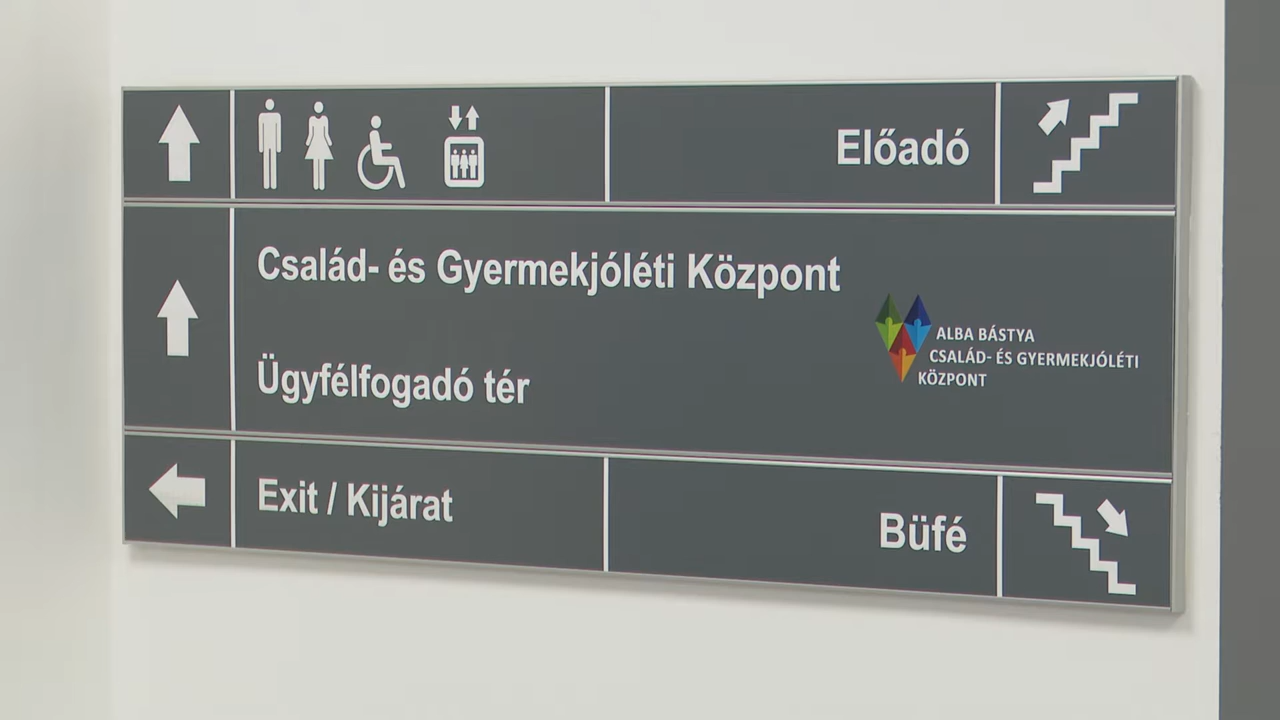 Előadó
Család- és Gyermekjóléti Központ
Ügyfélfogadó tér
ALBA BÁSTYA
CSALÁD- ÉS GYERMEKJÓLÉTI
KÖZPONT
Exit / Kijárat
Büfé